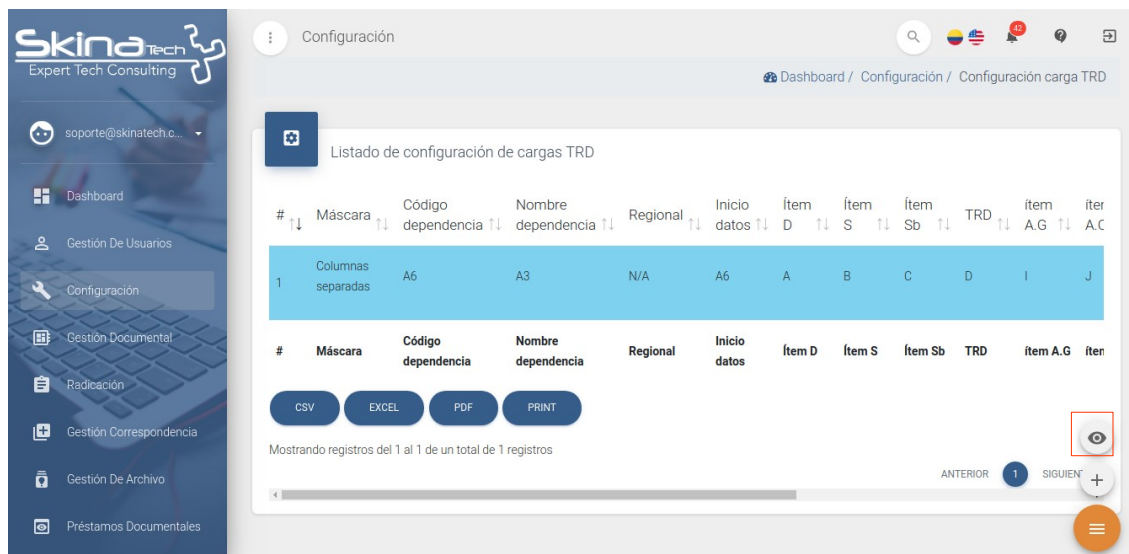 Skina Tech
Expert Tech Consulting
soporte@skinatech.c...
Dashboard
Gestión De Usuarios
Configuración
Gestión Documental
Radicación
Gestión Correspondencia
Gestión De Archivo
Préstamos Documentales
Configuración
42
Dashboard / Configuración / Configuración carga TRD
Listado de configuración de cargas TRD
# Máscara Código dependencia Nombre dependencia Regional Inicio datos Ítem D Ítem S Ítem Sb TRD ítem A.G íter A.C
1 Columnas separadas A6 A3 N/A A6 A B C D I J
# Máscara Código dependencia Nombre dependencia Regional Inicio datos Ítem D Ítem S Ítem Sb TRD ítem A.G íten
CSV EXCEL PDF PRINT
Mostrando registros del 1 al 1 de un total de 1 registros
ANTERIOR 1 SIGUIEN